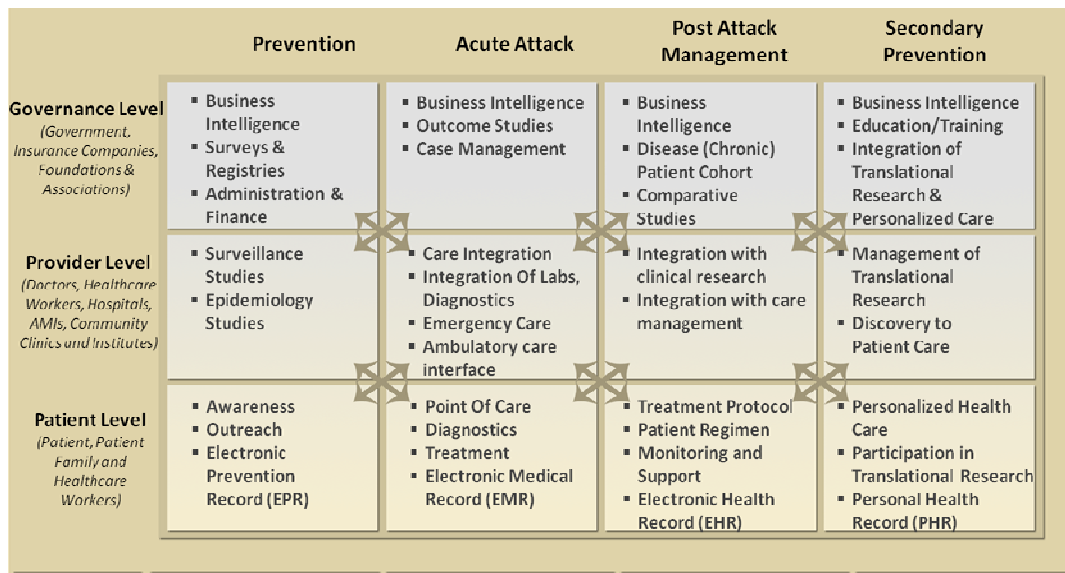 Prevention
Acute Attack
Post Attack
Management
Secondary
Prevention
Governance Level
(Government,
Insurance Companies,
Foundations &
Associations)
▪ Business
Intelligence
▪ Surveys &
Registries
▪ Administration &
Finance
▪ Business Intelligence
▪ Outcome Studies
▪ Case Management
▪ Business
Intelligence
▪ Disease (Chronic)
Patient Cohort
▪ Comparative
Studies
▪ Business Intelligence
▪ Education/Training
▪ Integration of
Translational
Research &
Personalized Care
Provider Level
(Doctors, Healthcare
Workers, Hospitals,
AMIs, Community
Clinics and Institutes)
▪ Surveillance
Studies
▪ Epidemiology
Studies
▪ Care Integration
▪ Integration Of Labs,
Diagnostics
▪ Emergency Care
▪ Ambulatory care
interface
▪ Integration with
clinical research
▪ Integration with care
management
▪ Management of
Translational
Research
▪ Discovery to
Patient Care
Patient Level
(Patient, Patient
Family and
Healthcare
Workers)
▪ Awareness
▪ Outreach
▪ Electronic
Prevention
Record (EPR)
▪ Point Of Care
▪ Diagnostics
▪ Treatment
▪ Electronic Medical
Record (EMR)
▪ Treatment Protocol
▪ Patient Regimen
▪ Monitoring and
Support
▪ Electronic Health
Record (EHR)
▪ Personalized Health
Care
▪ Participation in
Translational Research
▪ Personal Health
Record (PHR)